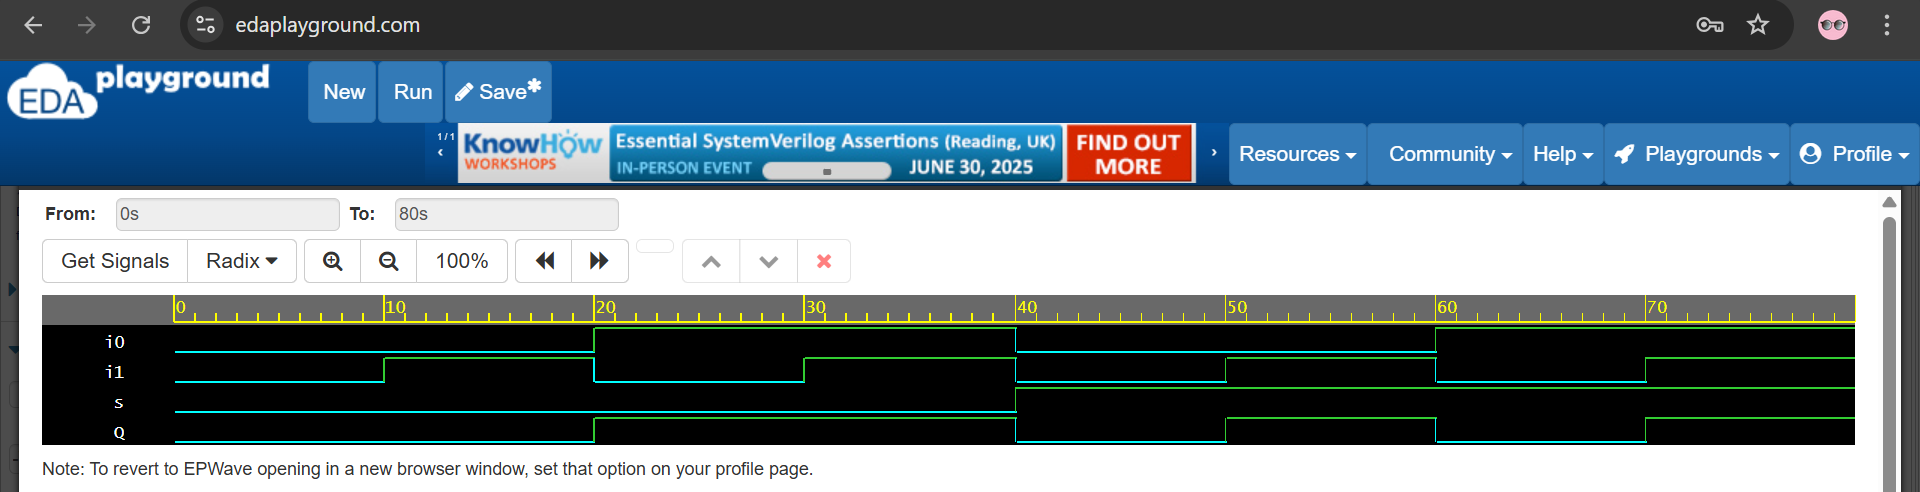 edaplayground.com
EDA playground
New Run Save*
1/1
KnowHow WORKSHOPS
Essential SystemVerilog Assertions (Reading, UK)
IN-PERSON EVENT JUNE 30, 2025
FIND OUT MORE
Resources Community Help Playgrounds Profile
From: 0s To: 80s
Get Signals Radix 100%
0 10 20 30 40 50 60 70
i0
i1
s
Q
Note: To revert to EPWave opening in a new browser window, set that option on your profile page.